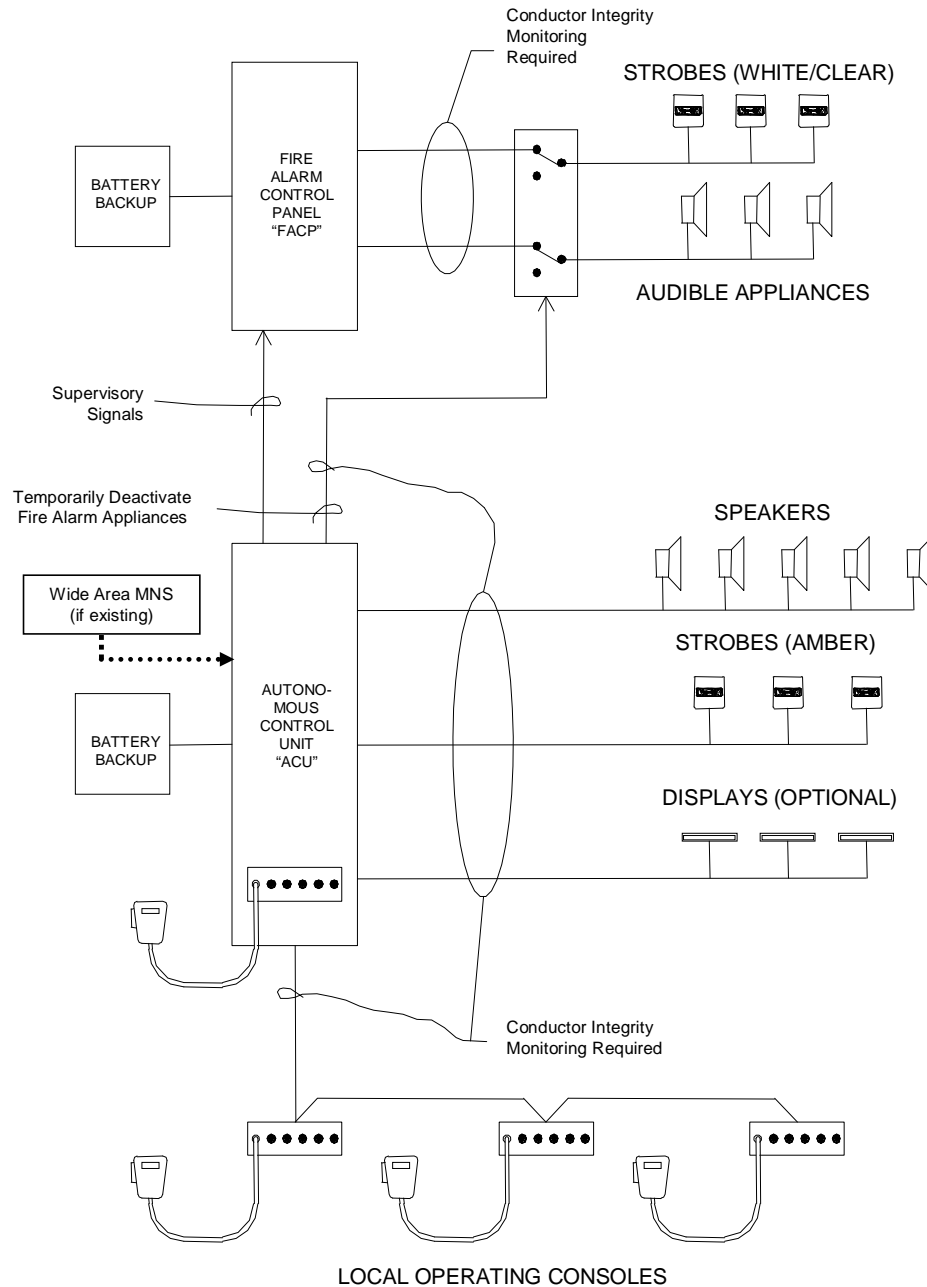 Conductor Integrity
Monitoring
Required
STROBES (WHITE/CLEAR)
FIRE
ALARM
CONTROL
PANEL
“FACP”
BATTERY
BACKUP
AUDIBLE APPLIANCES
Supervisory
Signals
Temporarily Deactivate
Fire Alarm Appliances
SPEAKERS
Wide Area MNS
(if existing)
STROBES (AMBER)
AUTONO-
MOUS
CONTROL
UNIT
“ACU”
BATTERY
BACKUP
DISPLAYS (OPTIONAL)
Conductor Integrity
Monitoring Required
LOCAL OPERATING CONSOLES